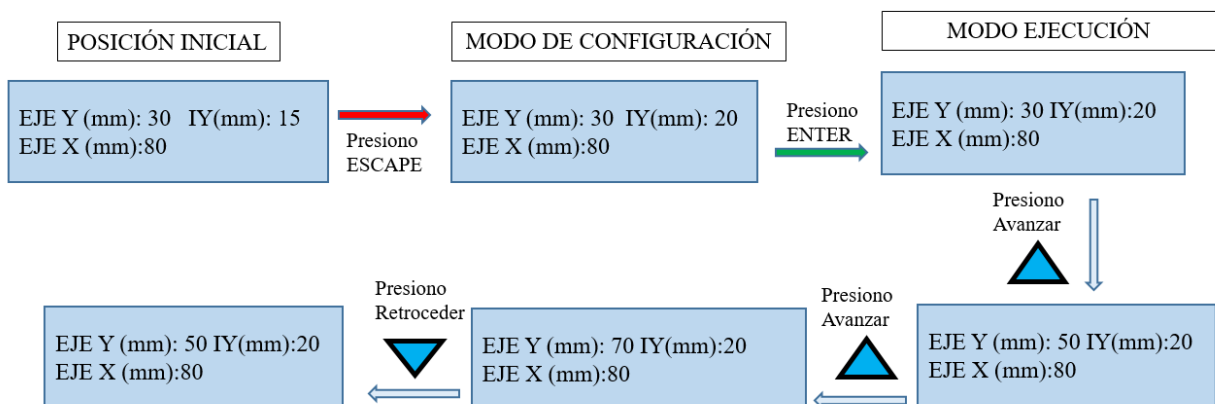 POSICIÓN INICIAL
MODO DE CONFIGURACIÓN
MODO EJECUCIÓN
EJE Y (mm): 30 IY(mm): 15
EJE X (mm):80
Presiono
ESCAPE
EJE Y (mm): 30 IY(mm): 20
EJE X (mm):80
Presiono
ENTER
EJE Y (mm): 30 IY(mm):20
EJE X (mm):80
Presiono
Avanzar
EJE Y (mm): 50 IY(mm):20
EJE X (mm):80
Presiono
Avanzar
EJE Y (mm): 70 IY(mm):20
EJE X (mm):80
Presiono
Retroceder
EJE Y (mm): 50 IY(mm):20
EJE X (mm):80